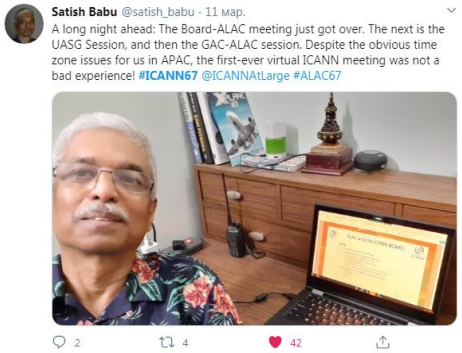 Satish Babu @satish_babu · 11 мар.
A long night ahead: The Board-ALAC meeting just got over. The next is the
UASG Session, and then the GAC-ALAC session. Despite the obvious time
zone issues for us in APAC, the first-ever virtual ICANN meeting was not a
bad experience! #ICANN67 @ICANNAtLarge #ALAC67
ALAC and the ICANN BOARD
2 4 42